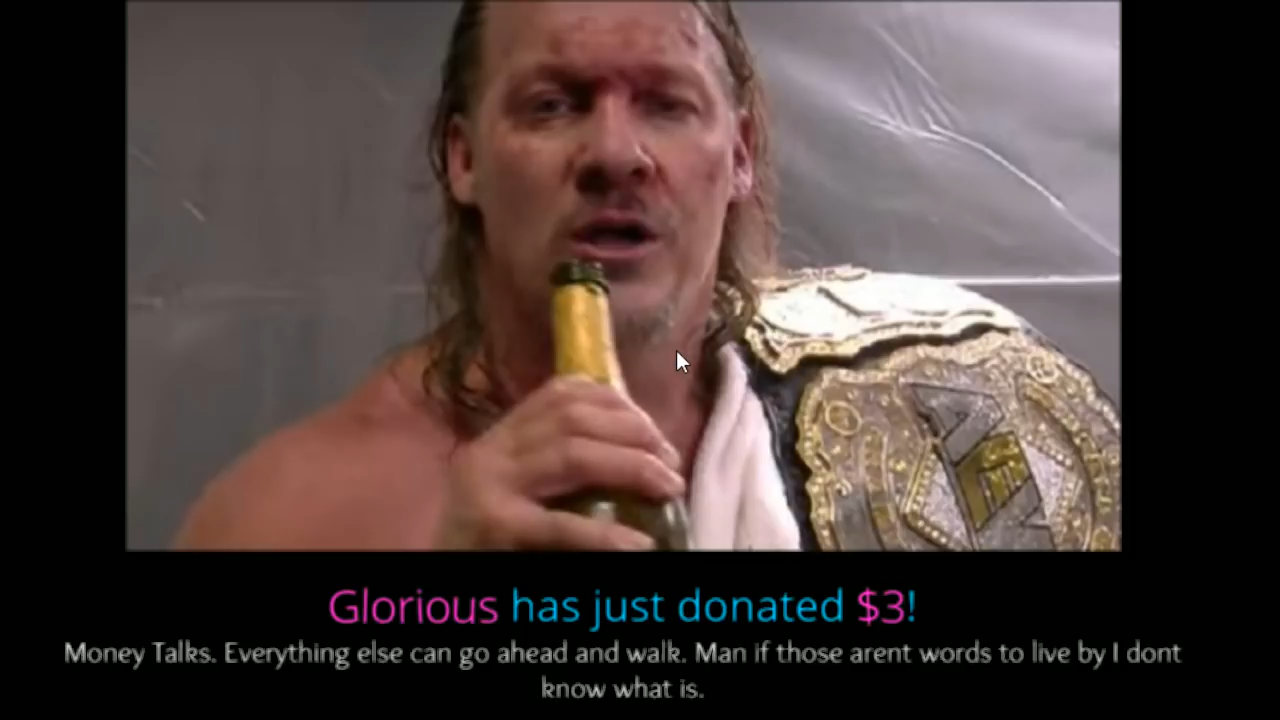 AEW
Glorious has just donated $3!
Money Talks. Everything else can go ahead and walk. Man if those arent words to live by I dont
know what is.